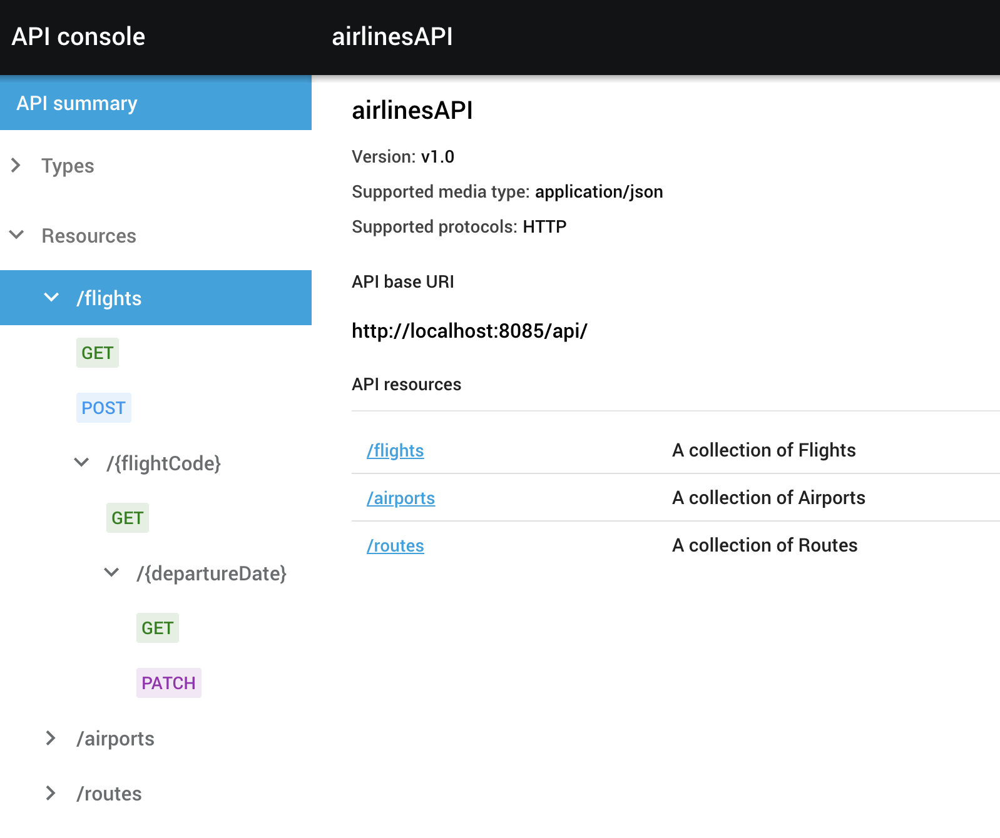 API console
airlinesAPI
API summary
Types
Resources
/flights
GET
POST
/{flightCode}
GET
/{departureDate}
GET
PATCH
/airports
/routes
airlinesAPI
Version: v1.0
Supported media type: application/json
Supported protocols: HTTP
API base URI
http://localhost:8085/api/
API resources
/flights A collection of Flights
/airports A collection of Airports
/routes A collection of Routes